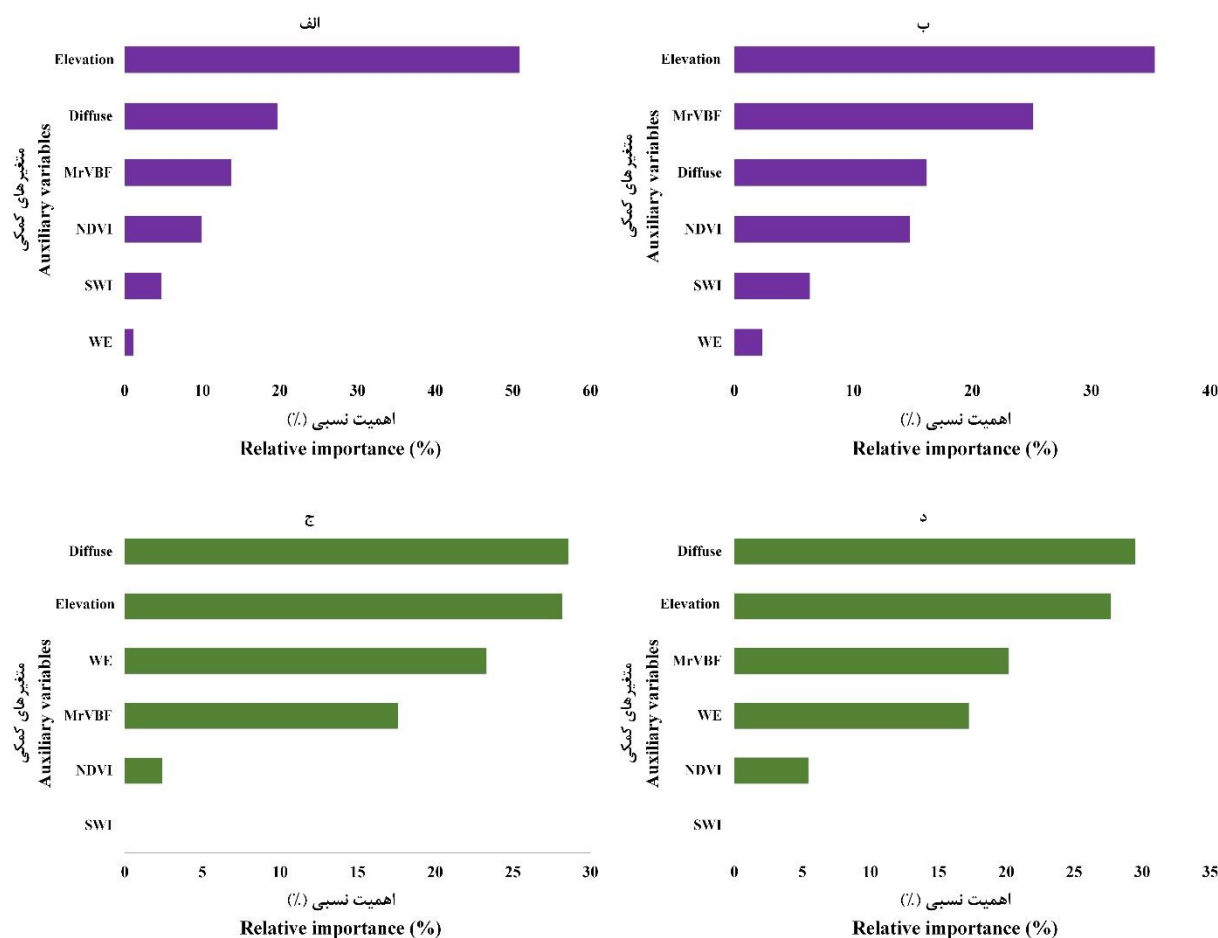 الف
Elevation
Diffuse
MrVBF
NDVI
SWI
WE
متغیرهای کمکی
Auxiliary variables
0 10 20 30 40 50 60
اهمیت نسبی (٪)
Relative importance (%)
ب
Elevation
MrVBF
Diffuse
NDVI
SWI
WE
متغیرهای کمکی
Auxiliary variables
0 10 20 30 40
اهمیت نسبی (٪)
Relative importance (%)
ج
Diffuse
Elevation
WE
MrVBF
NDVI
SWI
متغیرهای کمکی
Auxiliary variables
0 5 10 15 20 25 30
اهمیت نسبی (٪)
Relative importance (%)
د
Diffuse
Elevation
MrVBF
WE
NDVI
SWI
متغیرهای کمکی
Auxiliary variables
0 5 10 15 20 25 30 35
اهمیت نسبی (٪)
Relative importance (%)